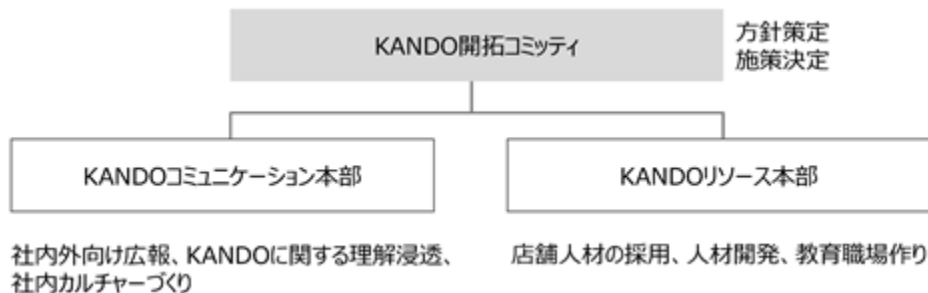 KANDO開拓コミッティ
方針策定
施策決定
KANDOコミュニケーション本部
KANDOリソース本部
社内外向け広報、KANDOに関する理解浸透、
社内カルチャーづくり
店舗人材の採用、人材開発、教育職場作り